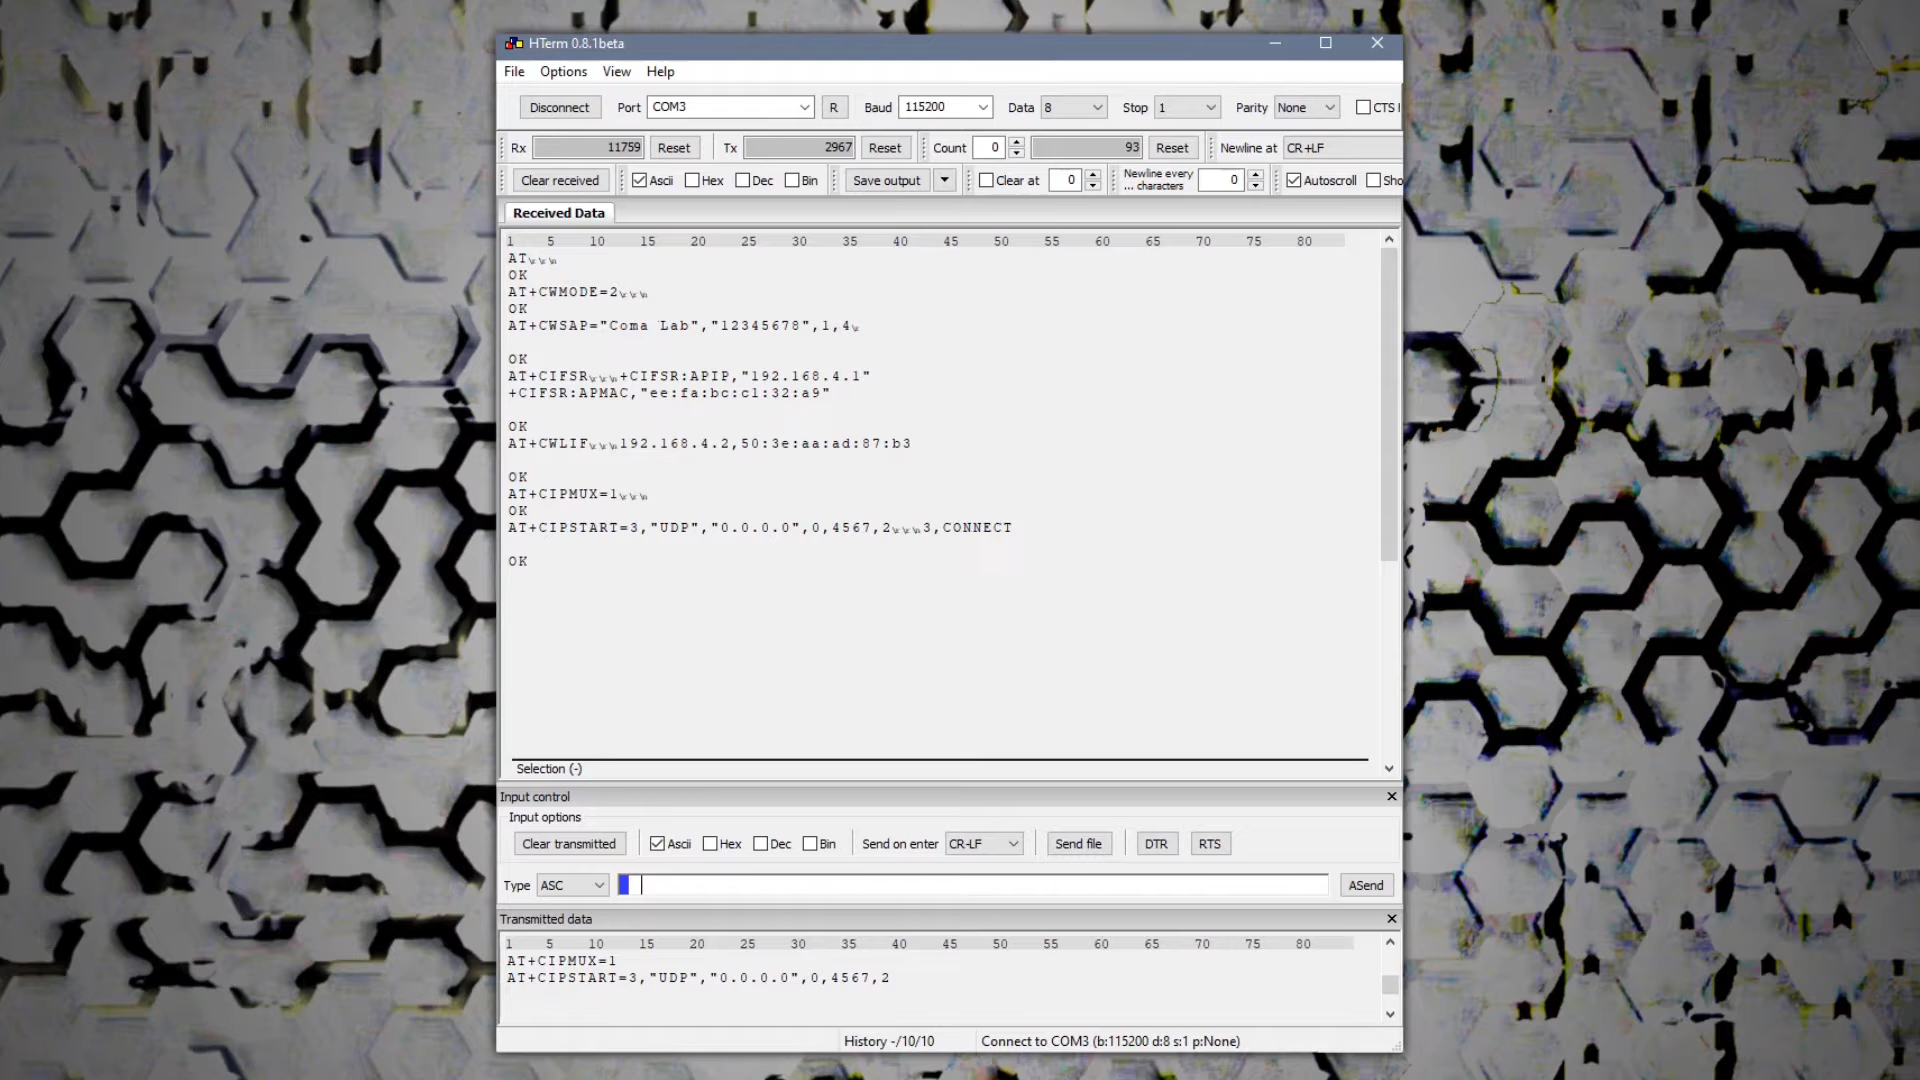 HTerm 0.8.1beta
File Options View Help
Disconnect Port COM3 R Baud 115200 Data 8 Stop 1 Parity None CTS
Rx 11759 Reset Tx 2967 Reset Count 0 93 Reset Newline at CR+LF
Clear received Ascii Hex Dec Bin Save output Clear at 0 Newline every ... characters 0 Autoscroll Sho
Received Data
1 5 10 15 20 25 30 35 40 45 50 55 60 65 70 75 80
AT\r\r\n
OK
AT+CWMODE=2\r\r\n
OK
AT+CWSAP="Coma Lab","12345678",1,4\r
OK
AT+CIFSR\r\r\n+CIFSR:APIP,"192.168.4.1"
+CIFSR:APMAC,"ee:fa:bc:c1:32:a9"
OK
AT+CWLIF\r\r\n192.168.4.2,50:3e:aa:ad:87:b3
OK
AT+CIPMUX=1\r\r\n
OK
AT+CIPSTART=3,"UDP","0.0.0.0",0,4567,2\r\r\n3,CONNECT
OK
Selection (-)
Input control
Input options
Clear transmitted Ascii Hex Dec Bin Send on enter CR-LF Send file DTR RTS
Type ASC ASend
Transmitted data
1 5 10 15 20 25 30 35 40 45 50 55 60 65 70 75 80
AT+CIPMUX=1
AT+CIPSTART=3,"UDP","0.0.0.0",0,4567,2
History -/10/10 Connect to COM3 (b:115200 d:8 s:1 p:None)